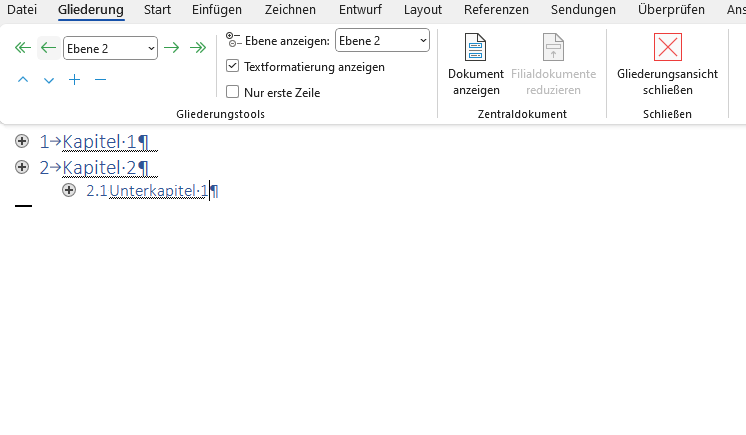 Datei Gliederung Start Einfügen Zeichnen Entwurf Layout Referenzen Sendungen Überprüfen Ans
Ebene 2
Ebene anzeigen: Ebene 2
Textformatierung anzeigen
Nur erste Zeile
Gliederungstools
Dokument anzeigen
Filialdokumente reduzieren
Zentraldokument
Gliederungsansicht schließen
Schließen
1→Kapitel·1¶
2→Kapitel·2¶
2.1Unterkapitel·1¶